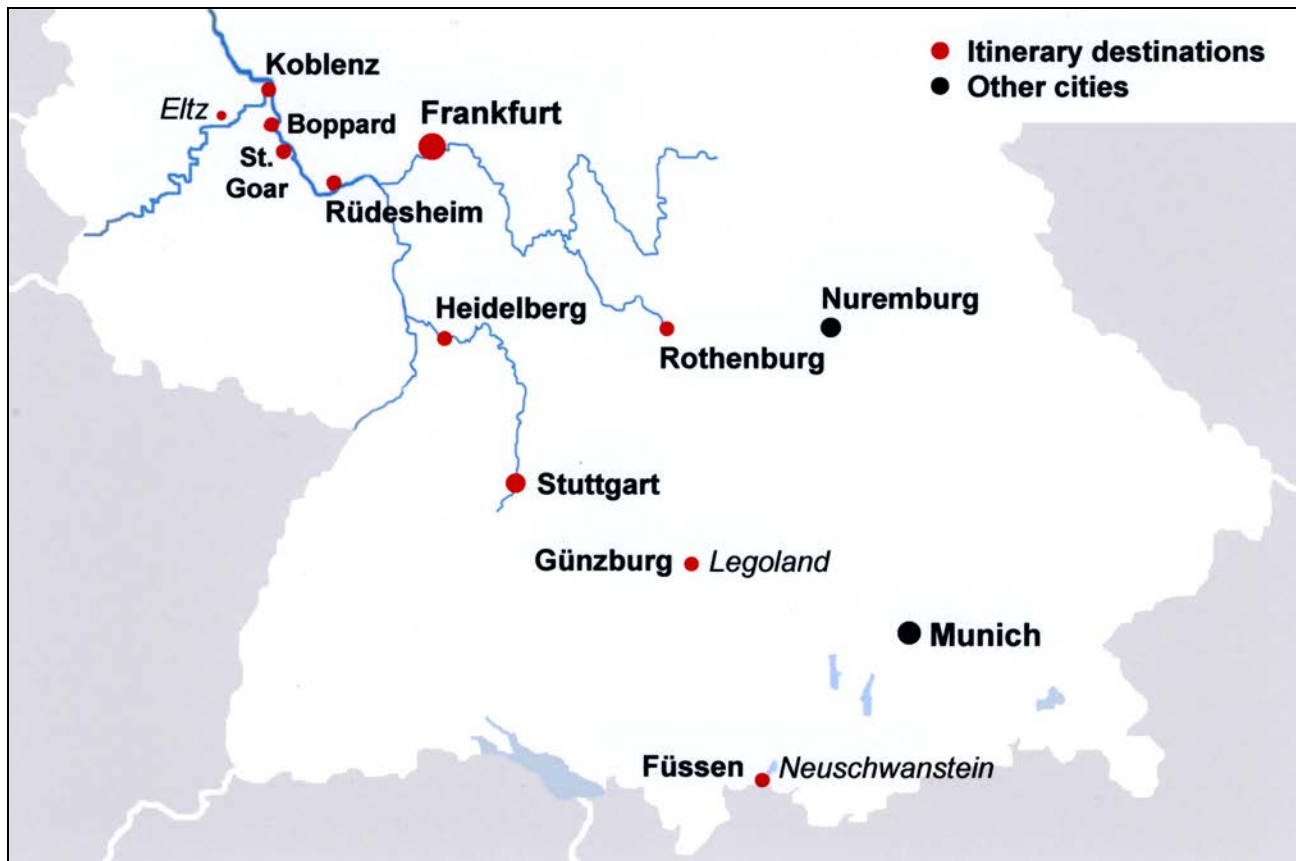 Itinerary destinations
Other cities
Koblenz
Eltz
Boppard
Frankfurt
St.
Goar
Rüdesheim
Heidelberg
Nuremburg
Rothenburg
Stuttgart
Günzburg
Legoland
Munich
Füssen
Neuschwanstein